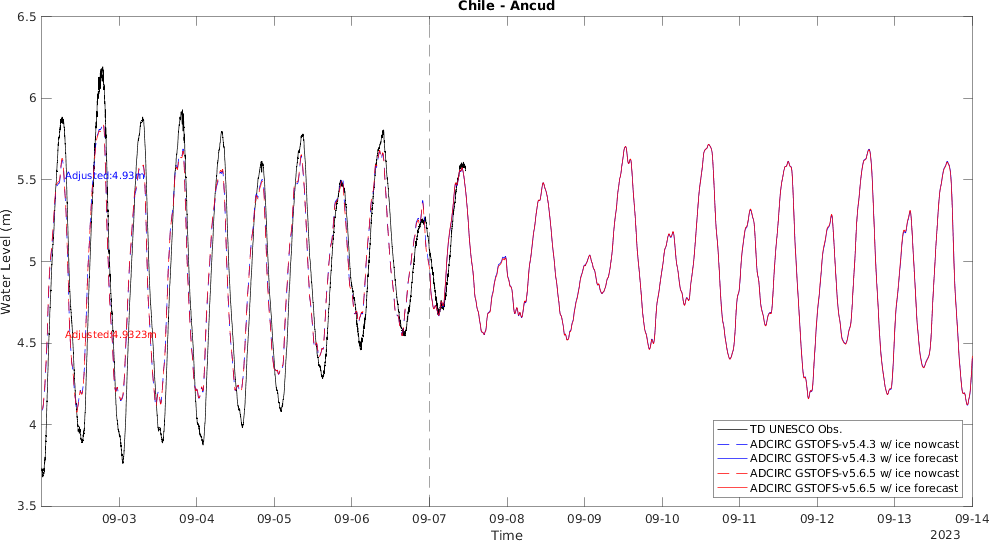 Chile - Ancud
6.5
6
5.5
5
4.5
4
3.5
Water Level (m)
Adjusted:4.93m
Adjusted:4.9323m
TD UNESCO Obs.
ADCIRC GSTOFS-v5.4.3 w/ ice nowcast
ADCIRC GSTOFS-v5.4.3 w/ ice forecast
ADCIRC GSTOFS-v5.6.5 w/ ice nowcast
ADCIRC GSTOFS-v5.6.5 w/ ice forecast
09-03 09-04 09-05 09-06 09-07 09-08 09-09 09-10 09-11 09-12 09-13 09-14
Time
2023